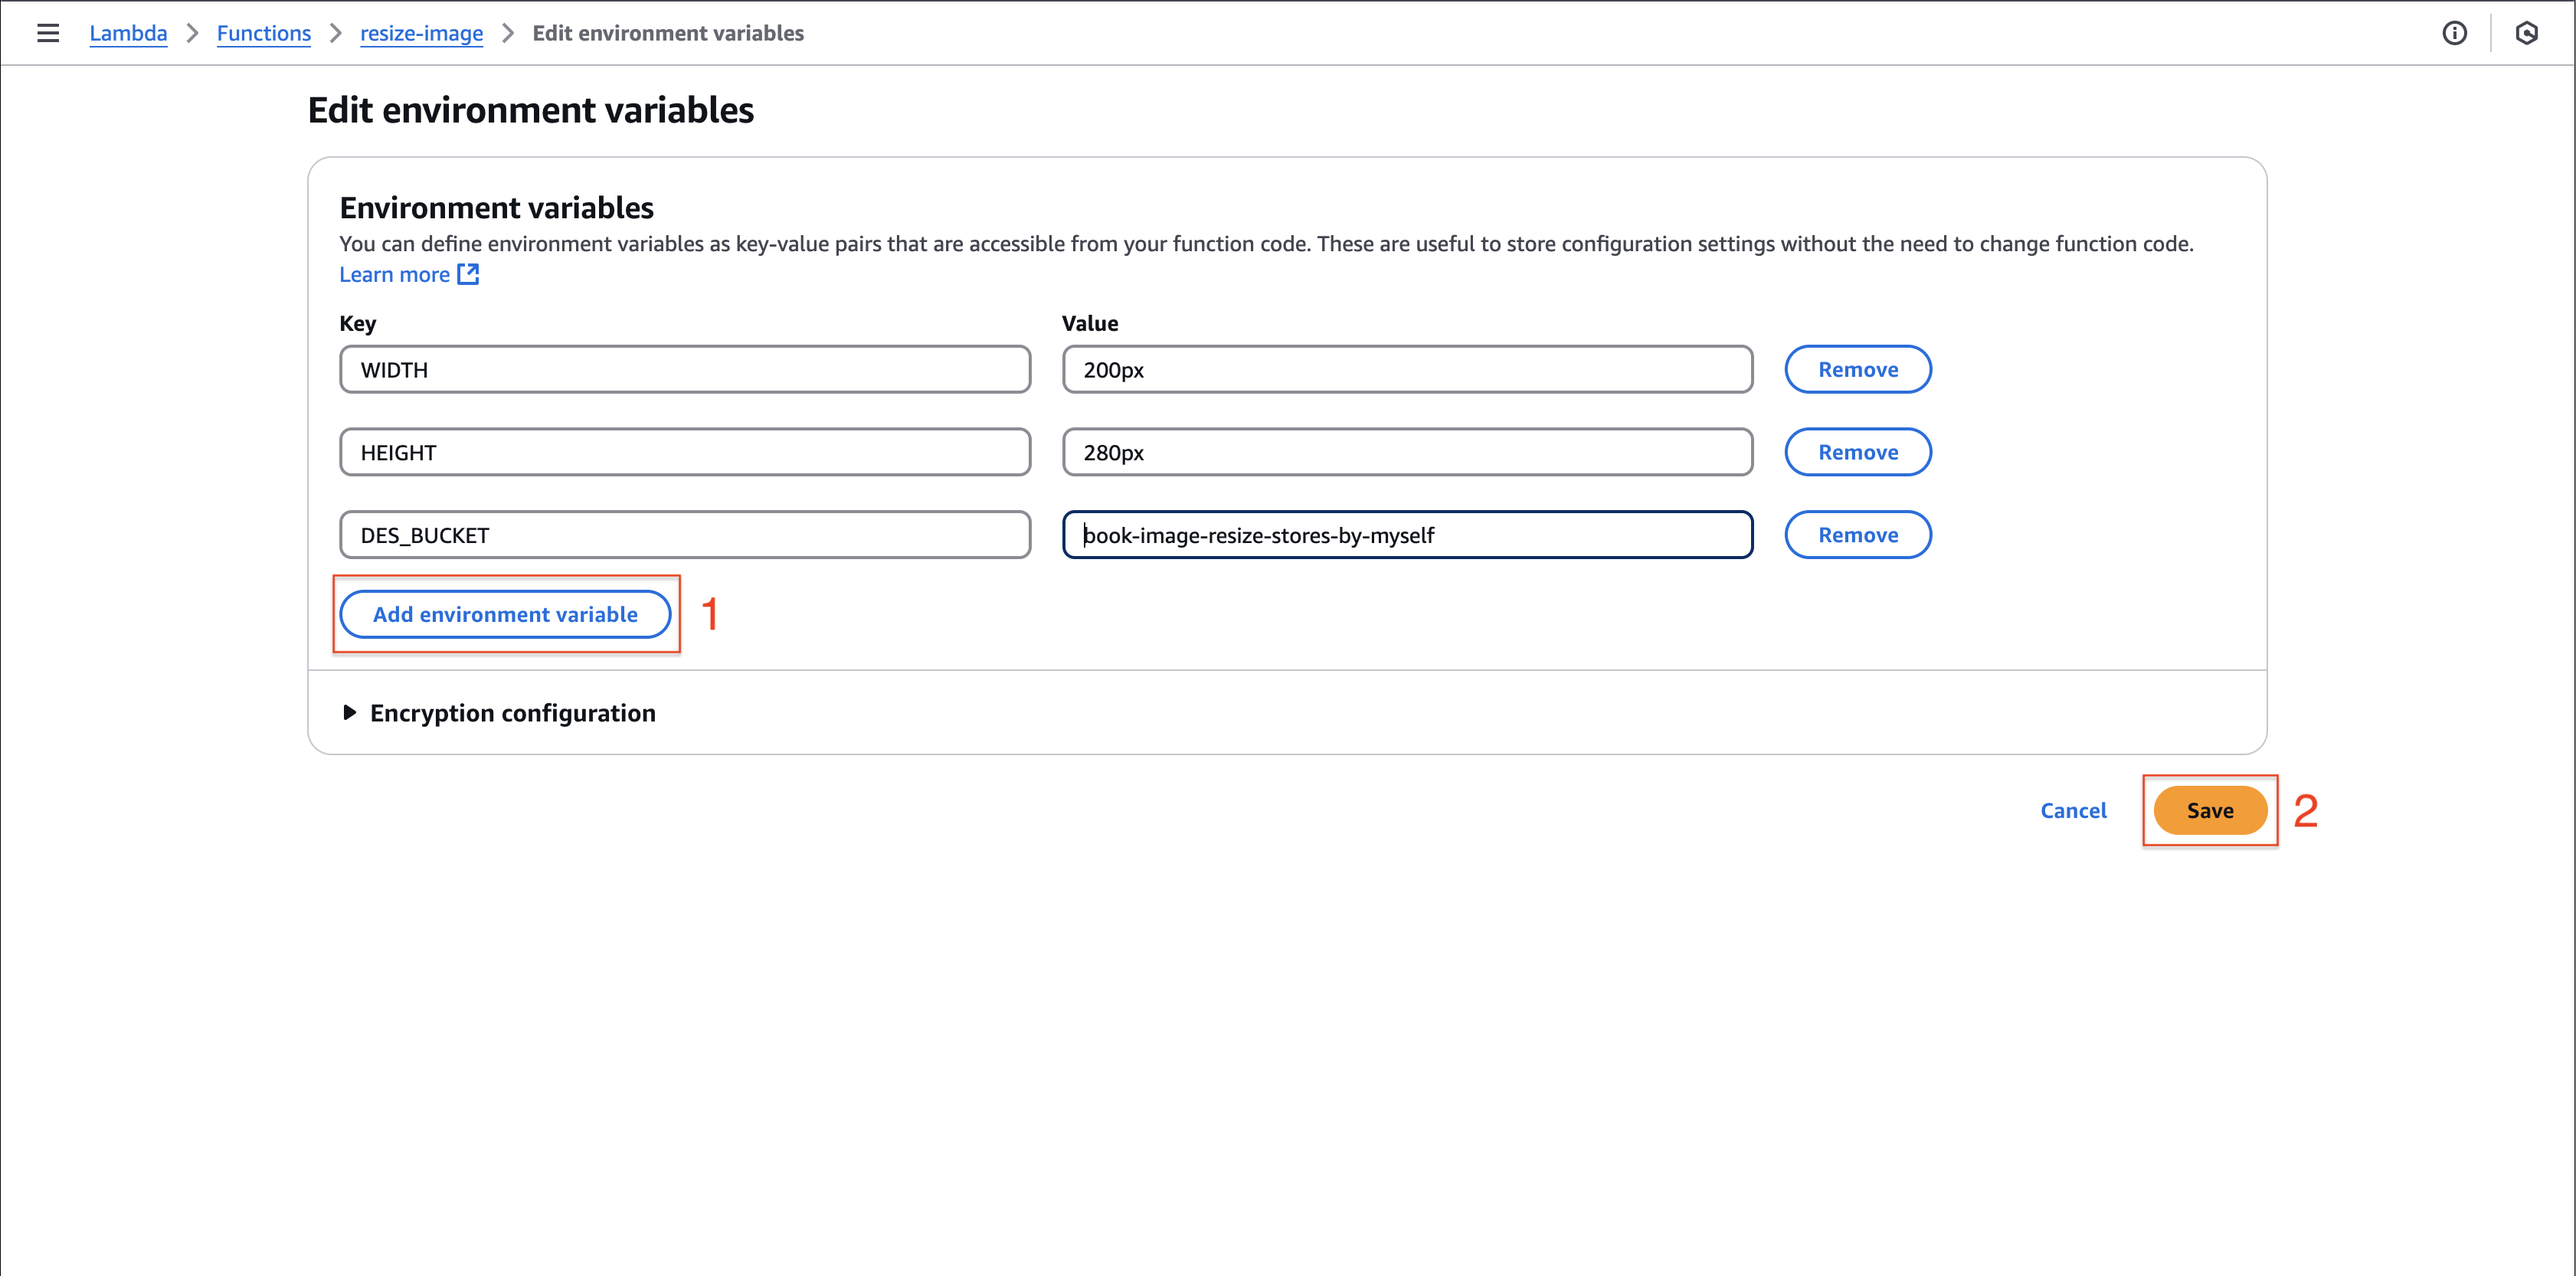 Lambda > Functions > resize-image > Edit environment variables
Edit environment variables
Environment variables
You can define environment variables as key-value pairs that are accessible from your function code. These are useful to store configuration settings without the need to change function code.
Learn more
Key Value
WIDTH 200px Remove
HEIGHT 280px Remove
DES_BUCKET book-image-resize-stores-by-myself Remove
Add environment variable 1
Encryption configuration
Cancel Save 2